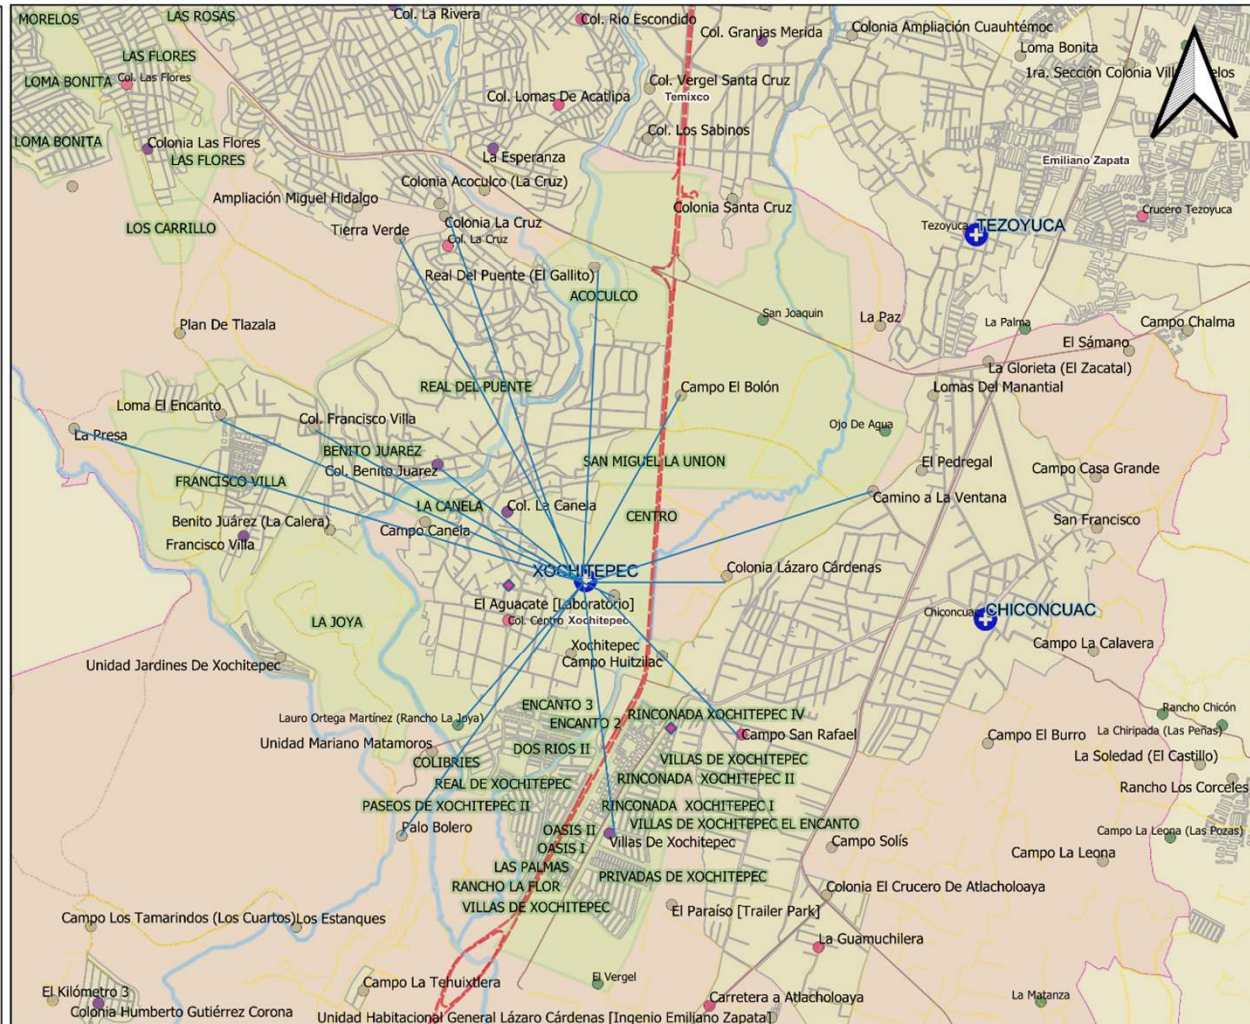 MORELOS
LAS ROSAS
Col. La Rivera
Col. Rio Escondido
Col. Granjas Merida
Colonia Ampliación Cuauhtémoc
LAS FLORES
Loma Bonita
LOMA BONITA
Col. Las Flores
Col. Vergel Santa Cruz
1ra. Sección Colonia Vill
elos
Col. Lomas De Acatlipa
Temixco
LOMA BONITA
Colonia Las Flores
Col. Los Sabinos
LAS FLORES
La Esperanza
Emiliano Zapata
Colonia Acoculco (La Cruz)
Ampliación Miguel Hidalgo
Colonia Santa Cruz
Crucero Tezoyuca
LOS CARRILLO
Tierra Verde
Colonia La Cruz
Col. La Cruz
Tezoyuca
TEZOYUCA
Real Del Puente (El Gallito)
ACOCULCO
San Joaquin
La Paz
La Palma
Campo Chalma
Plan De Tlazala
El Sámano
La Glorieta (El Zacatal)
REAL DEL PUENTE
Campo El Bolón
Lomas Del Manantial
Loma El Encanto
Col. Francisco Villa
Ojo De Agua
La Presa
BENITO JUAREZ
SAN MIGUEL LA UNION
El Pedregal
Col. Benito Juarez
Campo Casa Grande
FRANCISCO VILLA
Camino a La Ventana
LA CANELA
Col. La Canela
CENTRO
Benito Juárez (La Calera)
Campo Canela
San Francisco
Francisco Villa
XOCHITEPEC
Colonia Lázaro Cárdenas
El Aguacate [Laboratorio]
Chiconcuac
CHICONCUAC
LA JOYA
Col. Centro
Xochitepec
Xochitepec
Campo La Calavera
Unidad Jardines De Xochitepec
Campo Huitzilac
ENCANTO 3
Rancho Chicón
Lauro Ortega Martínez (Rancho La Joya)
ENCANTO 2
RINCONADA XOCHITEPEC IV
La Chiripada (Las Peñas)
Unidad Mariano Matamoros
DOS RIOS II
Campo San Rafael
Campo El Burro
COLIBRIES
VILLAS DE XOCHITEPEC
La Soledad (El Castillo)
REAL DE XOCHITEPEC
RINCONADA XOCHITEPEC II
Rancho Los Corceles
PASEOS DE XOCHITEPEC II
RINCONADA XOCHITEPEC I
Palo Bolero
OASIS II
VILLAS DE XOCHITEPEC EL ENCANTO
Campo La Leona (Las Pozas)
Villas De Xochitepec
Campo Solís
OASIS I
Campo La Leona
LAS PALMAS
PRIVADAS DE XOCHITEPEC
RANCHO LA FLOR
Colonia El Crucero De Atlacholoaya
VILLAS DE XOCHITEPEC
El Paraíso [Trailer Park]
Campo Los Tamarindos (Los Cuartos)
Los Estanques
La Guamuchilera
El Vergel
Campo La Tehuixtlera
El Kilómetro 3
Carretera a Atlacholoaya
La Matanza
Colonia Humberto Gutiérrez Corona
Unidad Habitacional General Lázaro Cárdenas [Ingenio Emiliano Zapata]